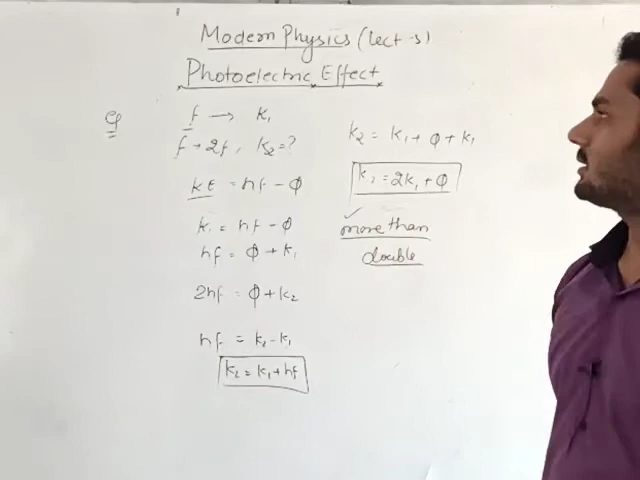 Modern Physics (lect-3)
Photoelectric Effect
Q
f → K₁
f → 2f, K₂ = ?
KE = hf - Φ
K₁ = hf - Φ
hf = Φ + K₁
2hf = Φ + K₂
hf = K₂ - K₁
K₂ = K₁ + hf
K₂ = K₁ + Φ + K₁
K₂ = 2K₁ + Φ
✓
more than
double